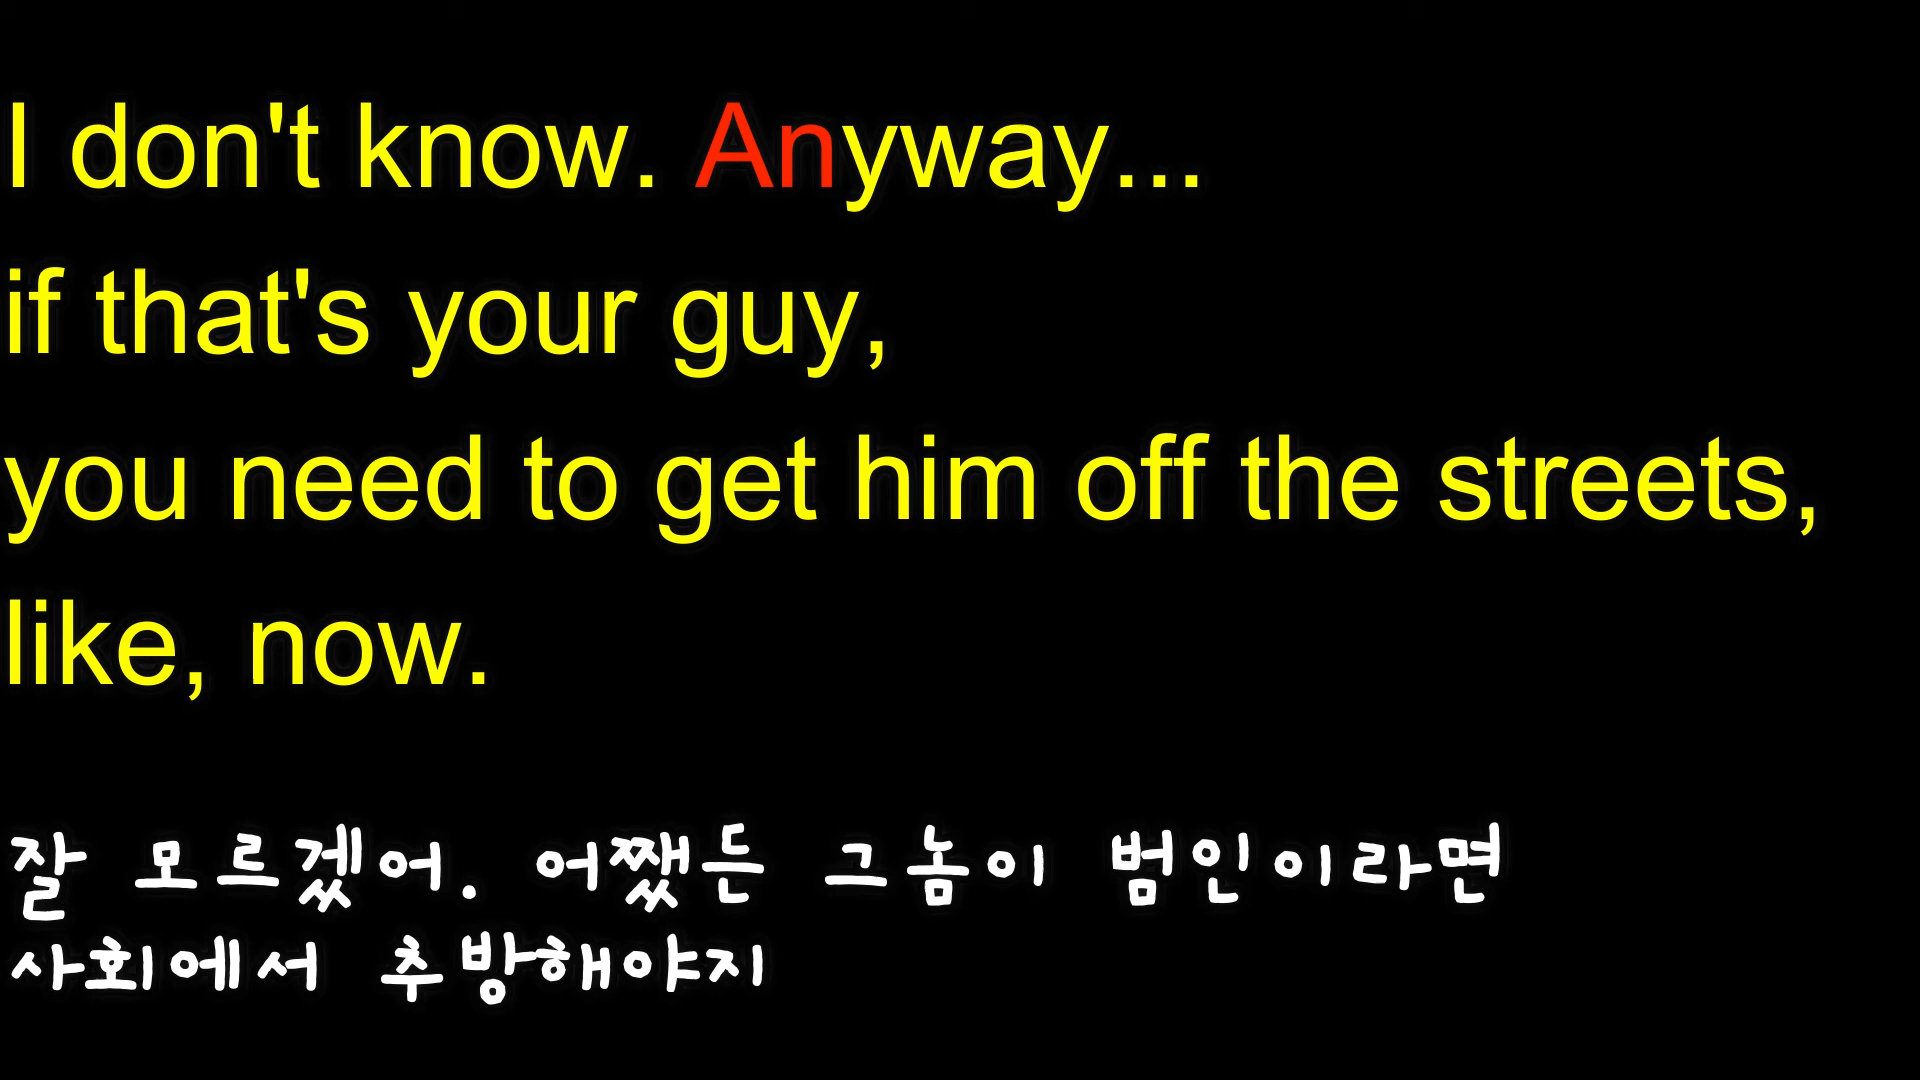 I don't know. Anyway...
if that's your guy,
you need to get him off the streets,
like, now.
잘 모르겠어. 어쨌든 그놈이 범인이라면
사회에서 추방해야지